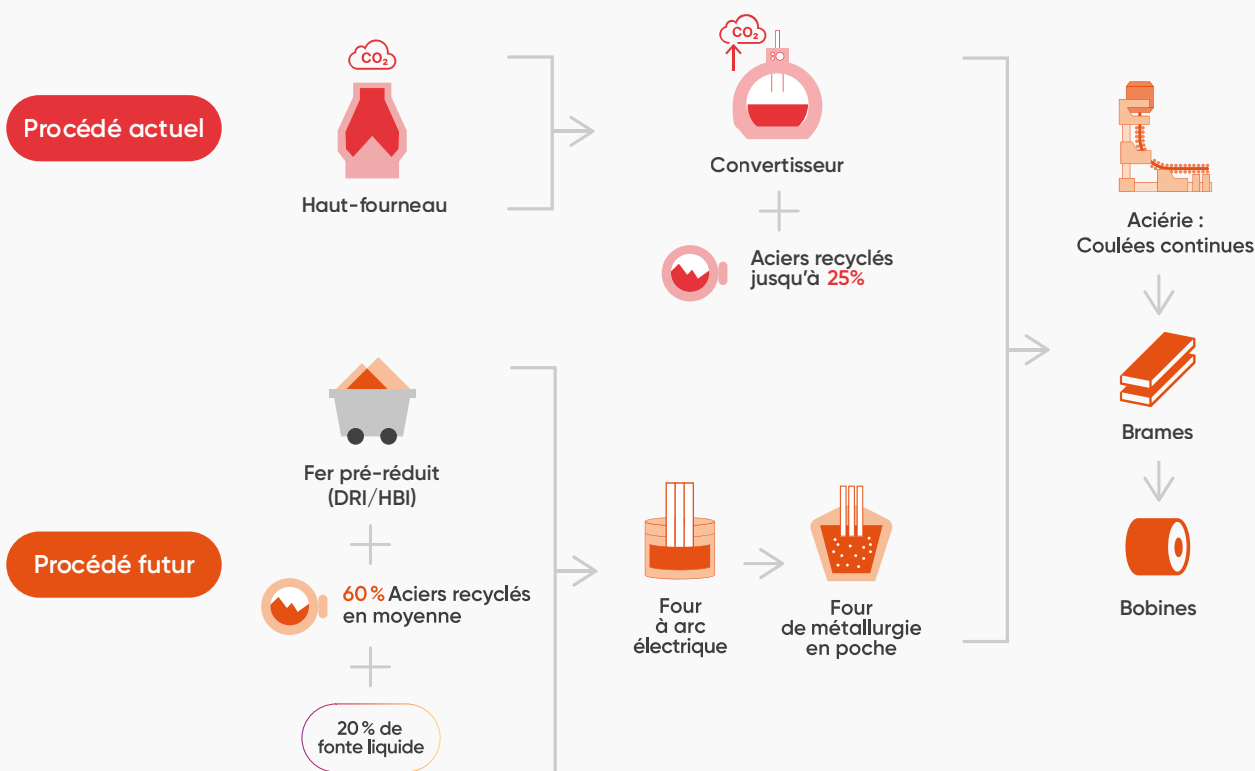 CO₂
CO₂
Procédé actuel
Haut-fourneau
Convertisseur
Aciers recyclés
jusqu'à 25%
Aciérie :
Coulées continues
Brames
Bobines
Fer pré-réduit
(DRI/HBI)
Procédé futur
60 % Aciers recyclés
en moyenne
20 % de
fonte liquide
Four
à arc
électrique
Four
de métallurgie
en poche